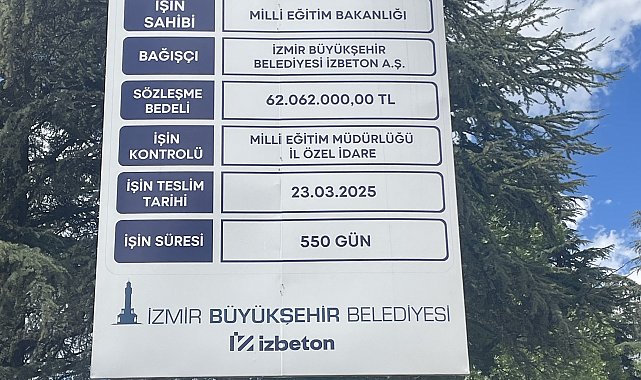 İŞİN
SAHİBİ
MİLLİ EĞİTİM BAKANLIĞI
BAĞIŞÇI
İZMİR BÜYÜKŞEHİR
BELEDİYESİ İZBETON A.Ş.
SÖZLEŞME
BEDELİ
62.062.000,00 TL
İŞİN
KONTROLÜ
MİLLİ EĞİTİM MÜDÜRLÜĞÜ
İL ÖZEL İDARE
İŞİN TESLİM
TARİHİ
23.03.2025
İŞİN SÜRESİ
550 GÜN
İZMİR BÜYÜKŞEHİR BELEDİYESİ
izbeton